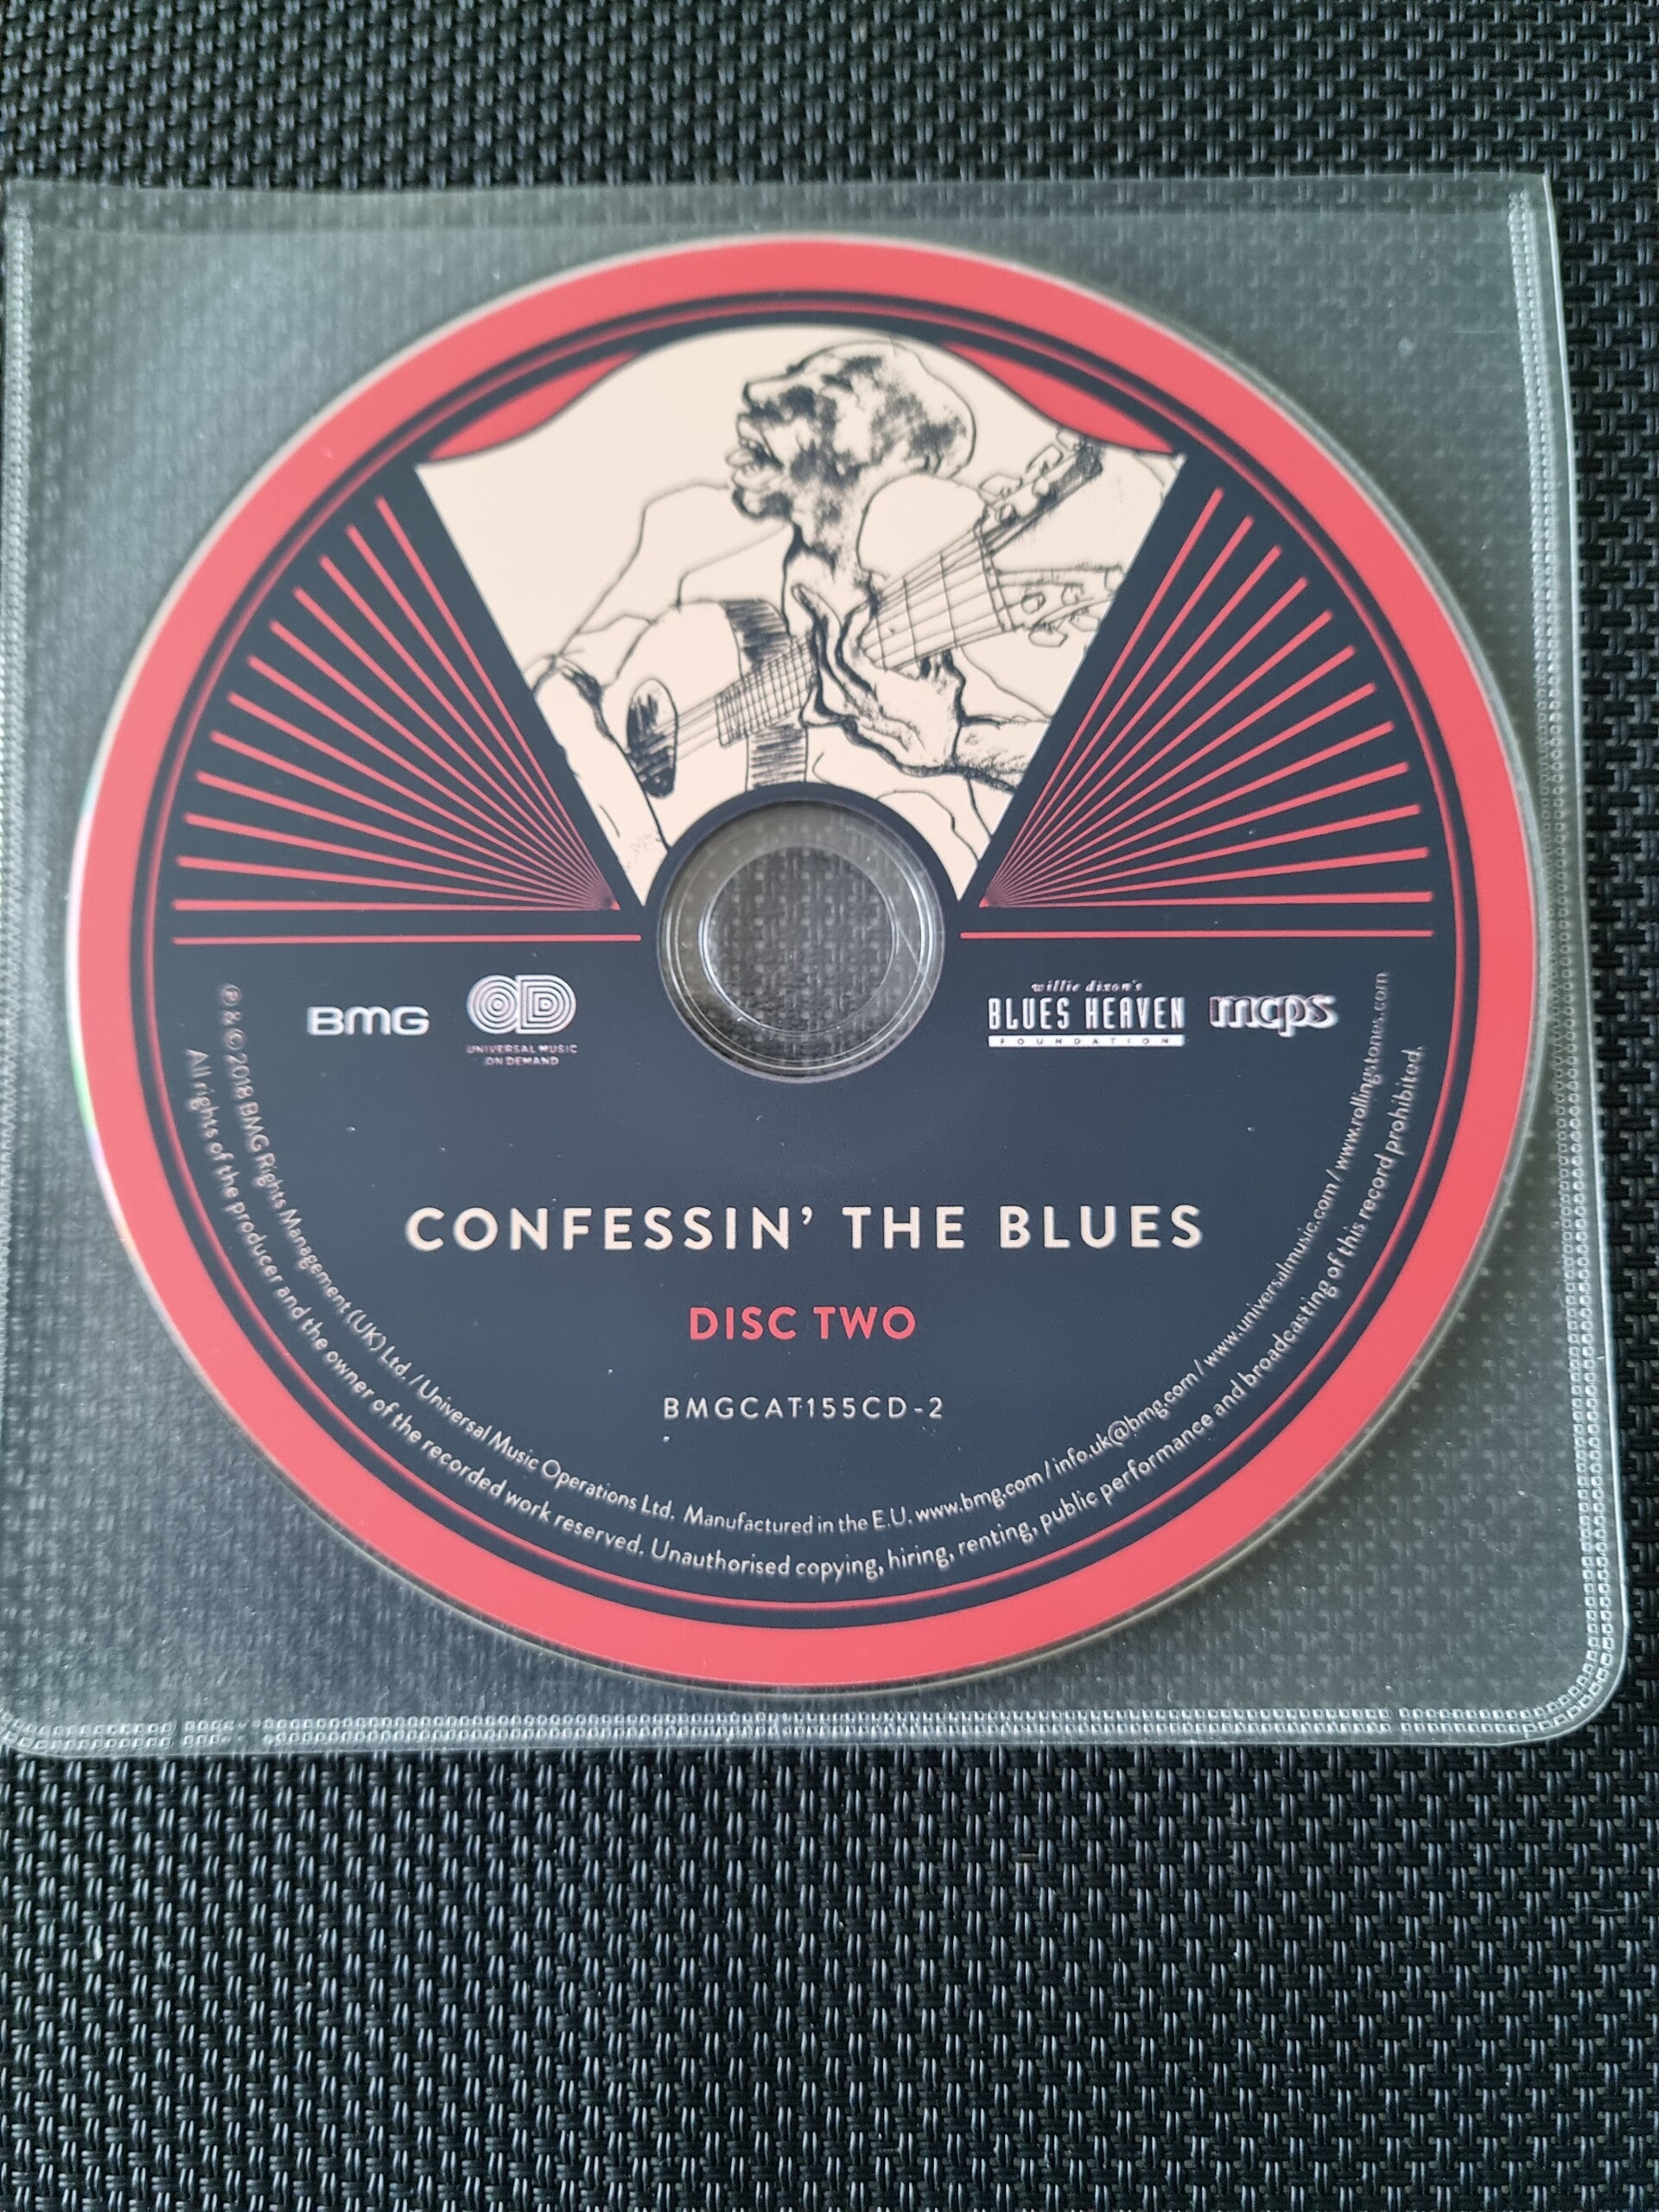 BMG
OD
UNIVERSAL MUSIC
ON DEMAND
willie dixon's
BLUES HEAVEN
FOUNDATION
mcps
CONFESSIN' THE BLUES
DISC TWO
BMGCAT155CD-2
℗ & © 2018 BMG Rights Management (UK) Ltd. / Universal Music Operations Ltd. Manufactured in the E.U. www.bmg.com / info.uk@bmg.com / www.universalmusic.com / www.rollingstones.com
All rights of the producer and the owner of the recorded work reserved. Unauthorised copying, hiring, renting, public performance and broadcasting of this record prohibited.